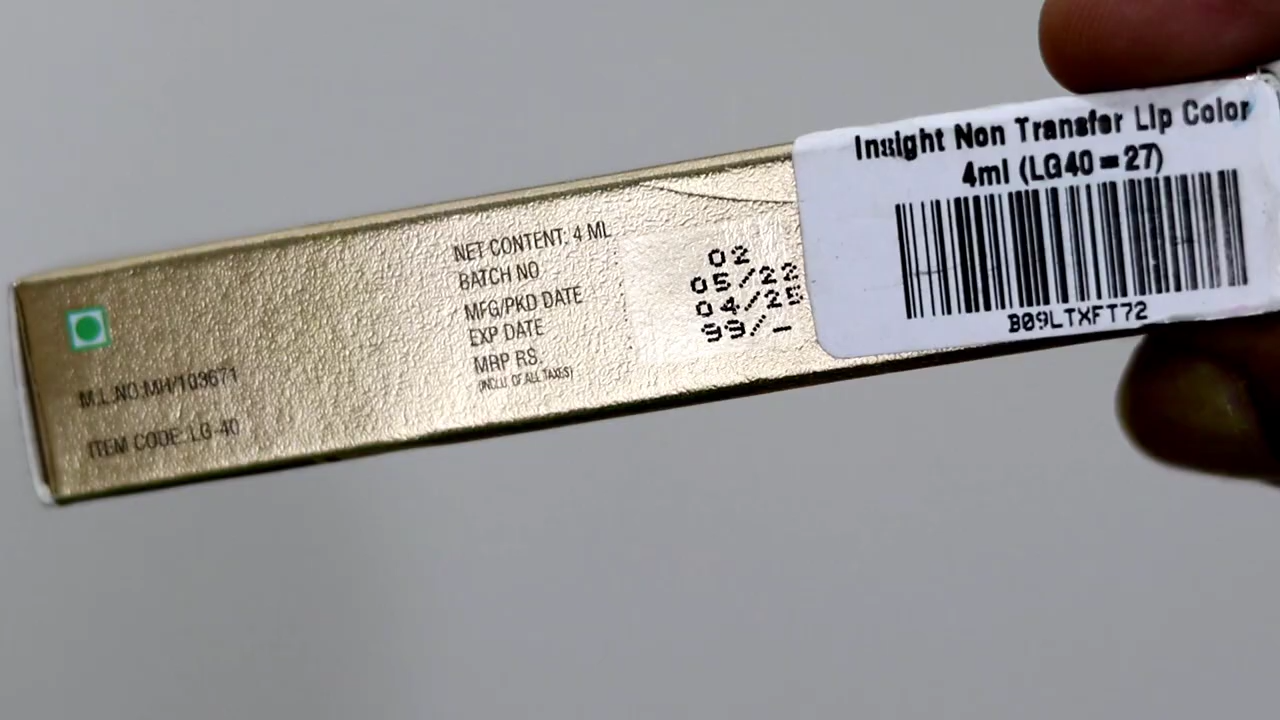 Insight Non Transfer Lip Color
4ml (LG40 = 27)
B09LTXFT72
NET CONTENT: 4 ML
BATCH NO 02
MFG/PKD DATE 05/22
EXP DATE 04/25
MRP RS. 99/-
(INCLU OF ALL TAXES)
M.L.NO.MH/103671
ITEM CODE: LG-40